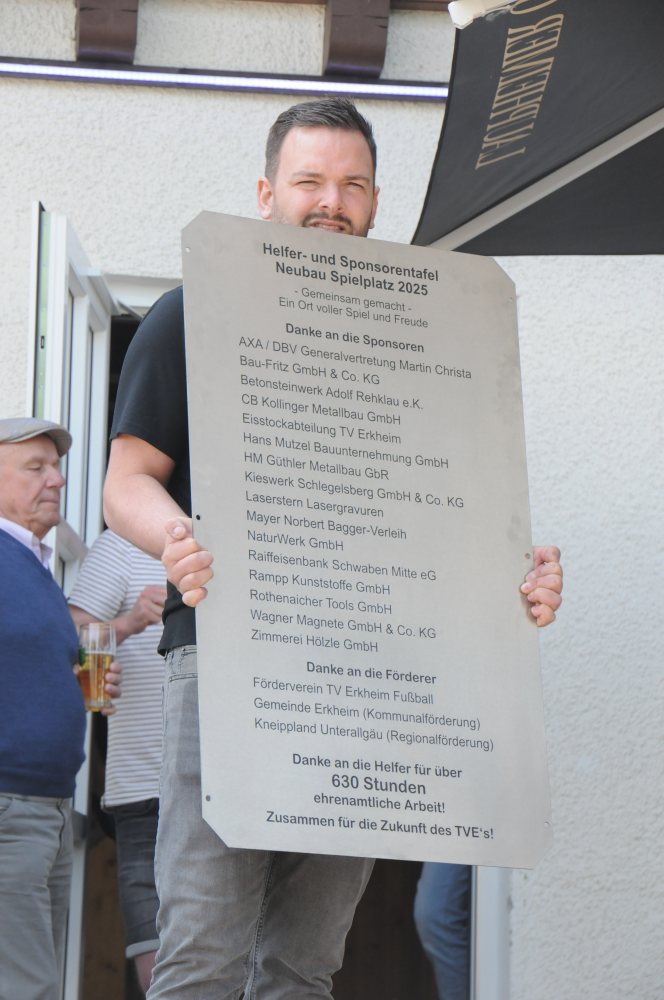 LAUPHEIMER
Helfer- und Sponsorentafel
Neubau Spielplatz 2025
- Gemeinsam gemacht -
Ein Ort voller Spiel und Freude
Danke an die Sponsoren
AXA / DBV Generalvertretung Martin Christa
Bau-Fritz GmbH & Co. KG
Betonsteinwerk Adolf Rehklau e.K.
CB Kollinger Metallbau GmbH
Eisstockabteilung TV Erkheim
Hans Mutzel Bauunternehmung GmbH
HM Güthler Metallbau GbR
Kieswerk Schlegelsberg GmbH & Co. KG
Laserstern Lasergravuren
Mayer Norbert Bagger-Verleih
NaturWerk GmbH
Raiffeisenbank Schwaben Mitte eG
Rampp Kunststoffe GmbH
Rothenaicher Tools GmbH
Wagner Magnete GmbH & Co. KG
Zimmerei Hölzle GmbH
Danke an die Förderer
Förderverein TV Erkheim Fußball
Gemeinde Erkheim (Kommunalförderung)
Kneippland Unterallgäu (Regionalförderung)
Danke an die Helfer für über
630 Stunden
ehrenamtliche Arbeit!
Zusammen für die Zukunft des TVE's!